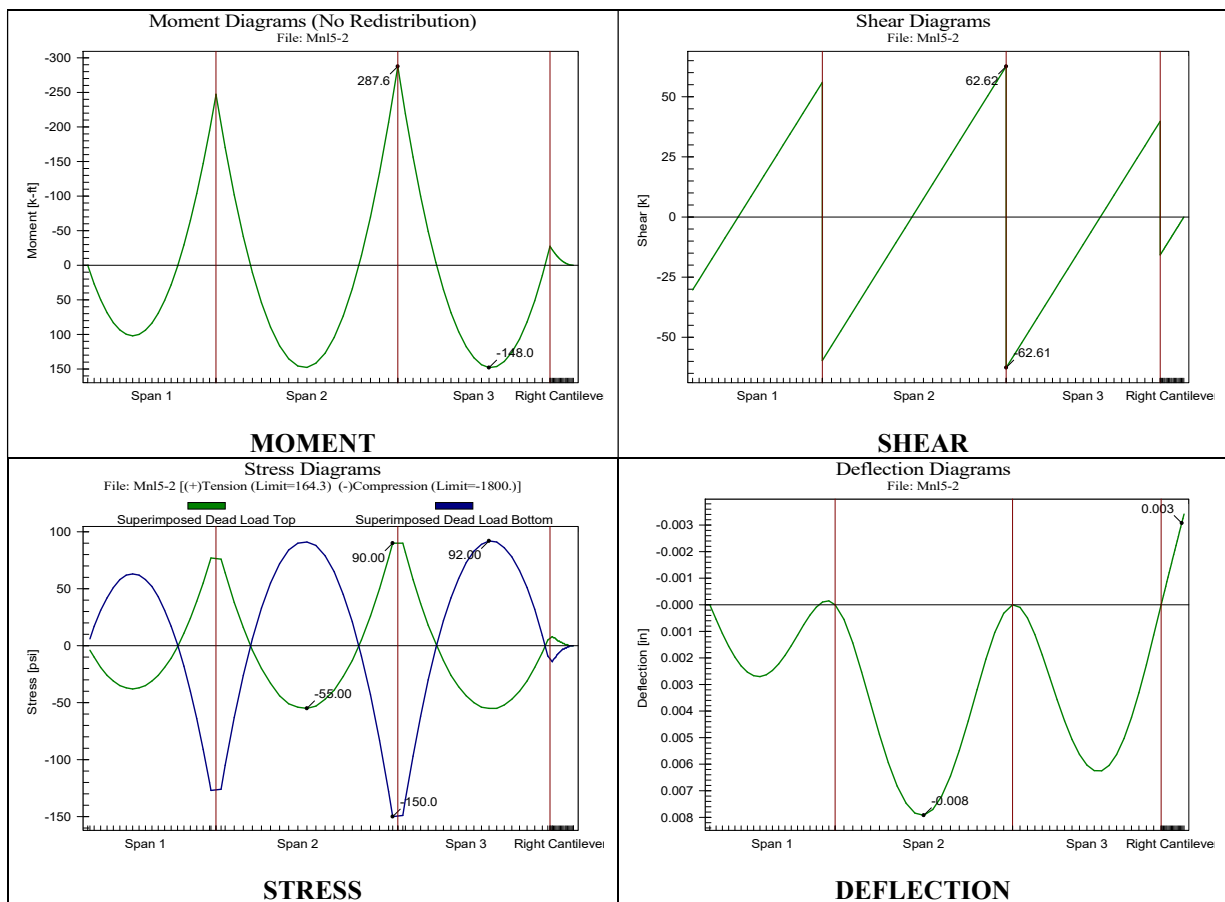 Moment Diagrams (No Redistribution)
File: Mnl5-2
-300
-250
-200
-150
-100
-50
0
50
100
150
Moment [k-ft]
287.6
-148.0
Span 1 Span 2 Span 3 Right Cantilever
MOMENT
Shear Diagrams
File: Mnl5-2
50
25
0
-25
-50
Shear [k]
62.62
-62.61
Span 1 Span 2 Span 3 Right Cantilever
SHEAR
Stress Diagrams
File: Mnl5-2 [(+)Tension (Limit=164.3) (-)Compression (Limit=-1800.)]
Superimposed Dead Load Top Superimposed Dead Load Bottom
100
50
0
-50
-100
-150
Stress [psi]
90.00
92.00
-55.00
-150.0
Span 1 Span 2 Span 3 Right Cantilever
STRESS
Deflection Diagrams
File: Mnl5-2
-0.003
-0.002
-0.001
-0.000
0.001
0.002
0.003
0.004
0.005
0.006
0.007
0.008
Deflection [in]
0.003
-0.008
Span 1 Span 2 Span 3 Right Cantilever
DEFLECTION